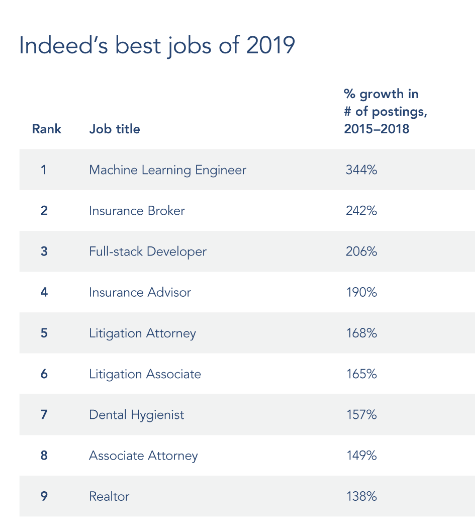 Indeed's best jobs of 2019
% growth in
# of postings,
Rank Job title 2015–2018
1 Machine Learning Engineer 344%
2 Insurance Broker 242%
3 Full-stack Developer 206%
4 Insurance Advisor 190%
5 Litigation Attorney 168%
6 Litigation Associate 165%
7 Dental Hygienist 157%
8 Associate Attorney 149%
9 Realtor 138%